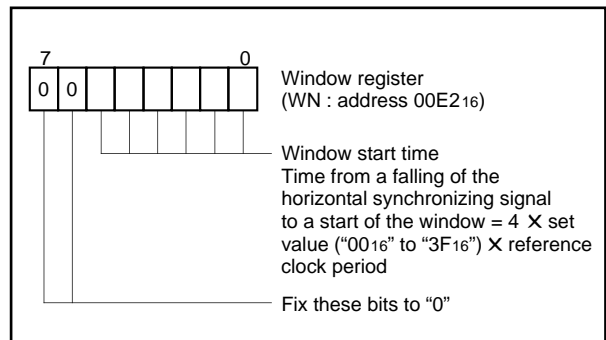 7 0
0 0
Window register
(WN : address 00E216)
Window start time
Time from a falling of the
horizontal synchronizing signal
to a start of the window = 4 ✕ set
value (“0016” to “3F16”) ✕ reference
clock period
Fix these bits to “0”